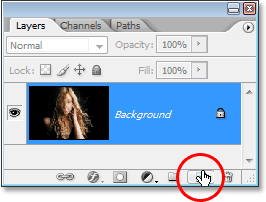 Layers Channels Paths
Normal Opacity: 100%
Lock: Fill: 100%
Background